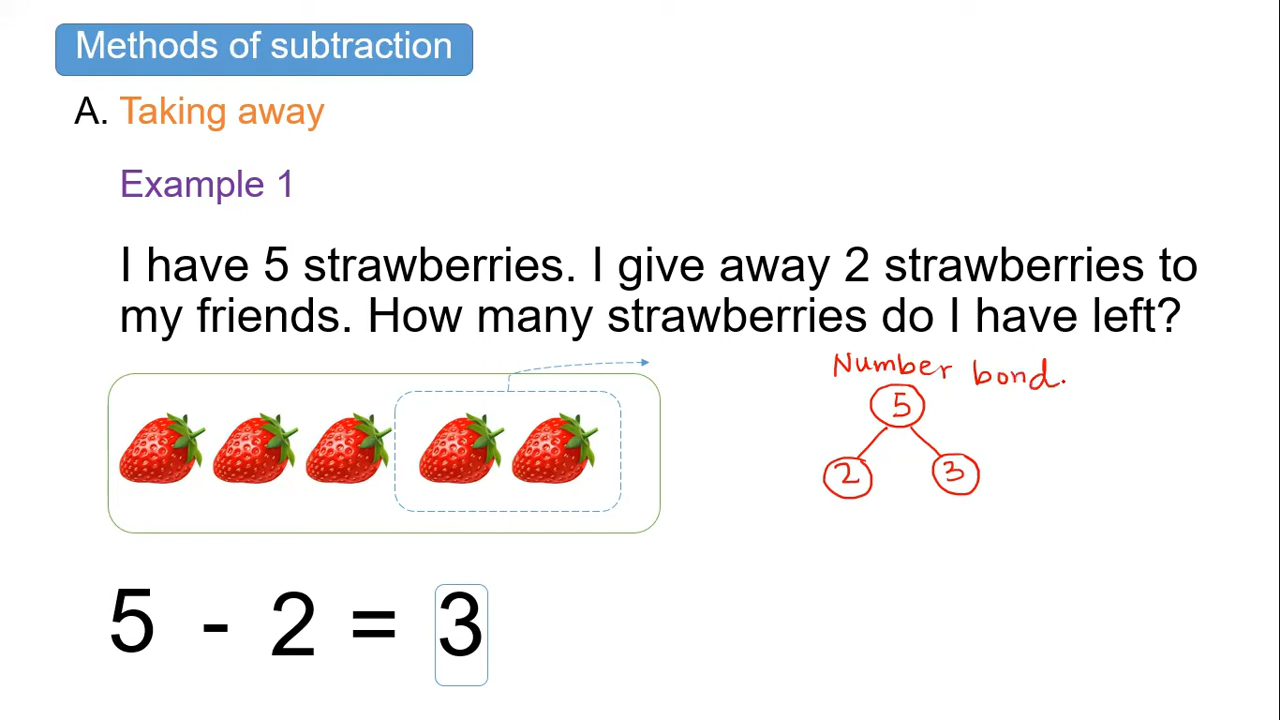 Methods of subtraction
A. Taking away
Example 1
I have 5 strawberries. I give away 2 strawberries to
my friends. How many strawberries do I have left?
Number bond.
5
2 3
5 - 2 = 3